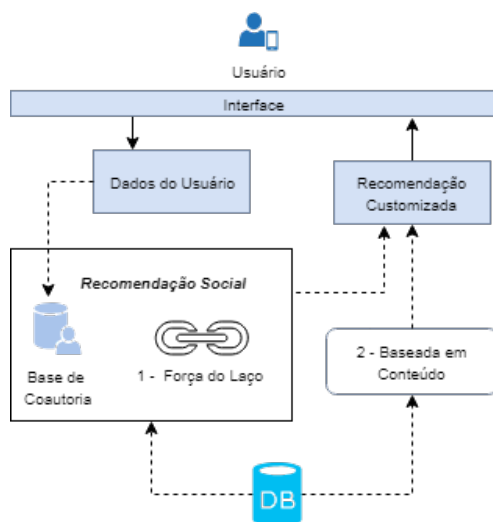 Usuário
Interface
Dados do Usuário
Recomendação
Customizada
Recomendação Social
Base de
Coautoria
1 -  Força do Laço
2 - Baseada em
Conteúdo
DB